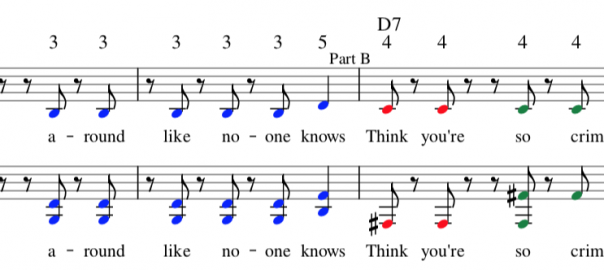 D7
3 3 3 3 3 5 4 4 4 4
Part B
a - round like no - one knows Think you're so crim
a - round like no - one knows Think you're so crim